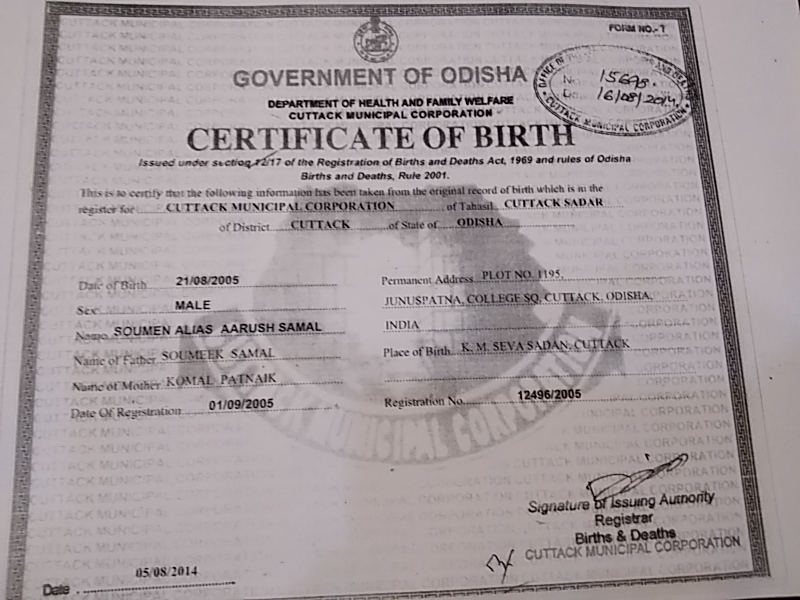 FORM NO.-7
GOVERNMENT OF ODISHA
DEPARTMENT OF HEALTH AND FAMILY WELFARE
CUTTACK MUNICIPAL CORPORATION
No. 15698.
16/08/2014
CUTTACK MUNICIPAL CORPORATION
CERTIFICATE OF BIRTH
Issued under section 12/17 of the Registration of Births and Deaths Act, 1969 and rules of Odisha
Births and Deaths, Rule 2001.
This is to certify that the following information has been taken from the original record of birth which is in the
register for CUTTACK MUNICIPAL CORPORATION of Tahasil CUTTACK SADAR
of District CUTTACK of State of ODISHA
Date of Birth 21/08/2005
Sex MALE
Name SOUMEN ALIAS AARUSH SAMAL
Name of Father SOUMEEK SAMAL
Name of Mother KOMAL PATNAIK
Date Of Registration 01/09/2005
Permanent Address PLOT NO. 1195,
JUNUSPATNA, COLLEGE SQ, CUTTACK, ODISHA,
INDIA
Place of Birth K. M. SEVA SADAN, CUTTACK
Registration No. 12496/2005
Signature of Issuing Authority
Registrar
Births & Deaths
CUTTACK MUNICIPAL CORPORATION
Date 05/08/2014